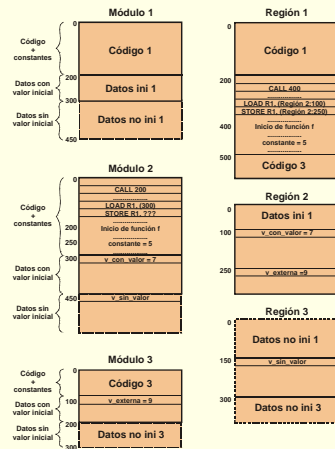 Módulo 1
Código
+
constantes
0
Código 1
Datos con
valor inicial
200
Datos ini 1
300
Datos sin
valor inicial
Datos no ini 1
450
Módulo 2
0
CALL 200
---------------
LOAD R1, (300)
STORE R1, ???
---------------
Código
+
constantes
200
Inicio de función f
---------------
250
constante = 5
---------------
300
v_con_valor = 7
Datos con
valor inicial
450
v_sin_valor
Datos sin
valor inicial
Módulo 3
0
Código
+
constantes
Código 3
100
v_externa = 9
Datos con
valor inicial
200
Datos sin
valor inicial
Datos no ini 3
300
Región 1
0
Código 1
200
CALL 400
---------------
LOAD R1, (Región 2:100)
STORE R1, (Región 2:250)
---------------
400
Inicio de función f
---------------
constante = 5
---------------
500
Código 3
Región 2
0
Datos ini 1
100
v_con_valor = 7
250
v_externa =9
Región 3
0
Datos no ini 1
150
v_sin_valor
300
Datos no ini 3